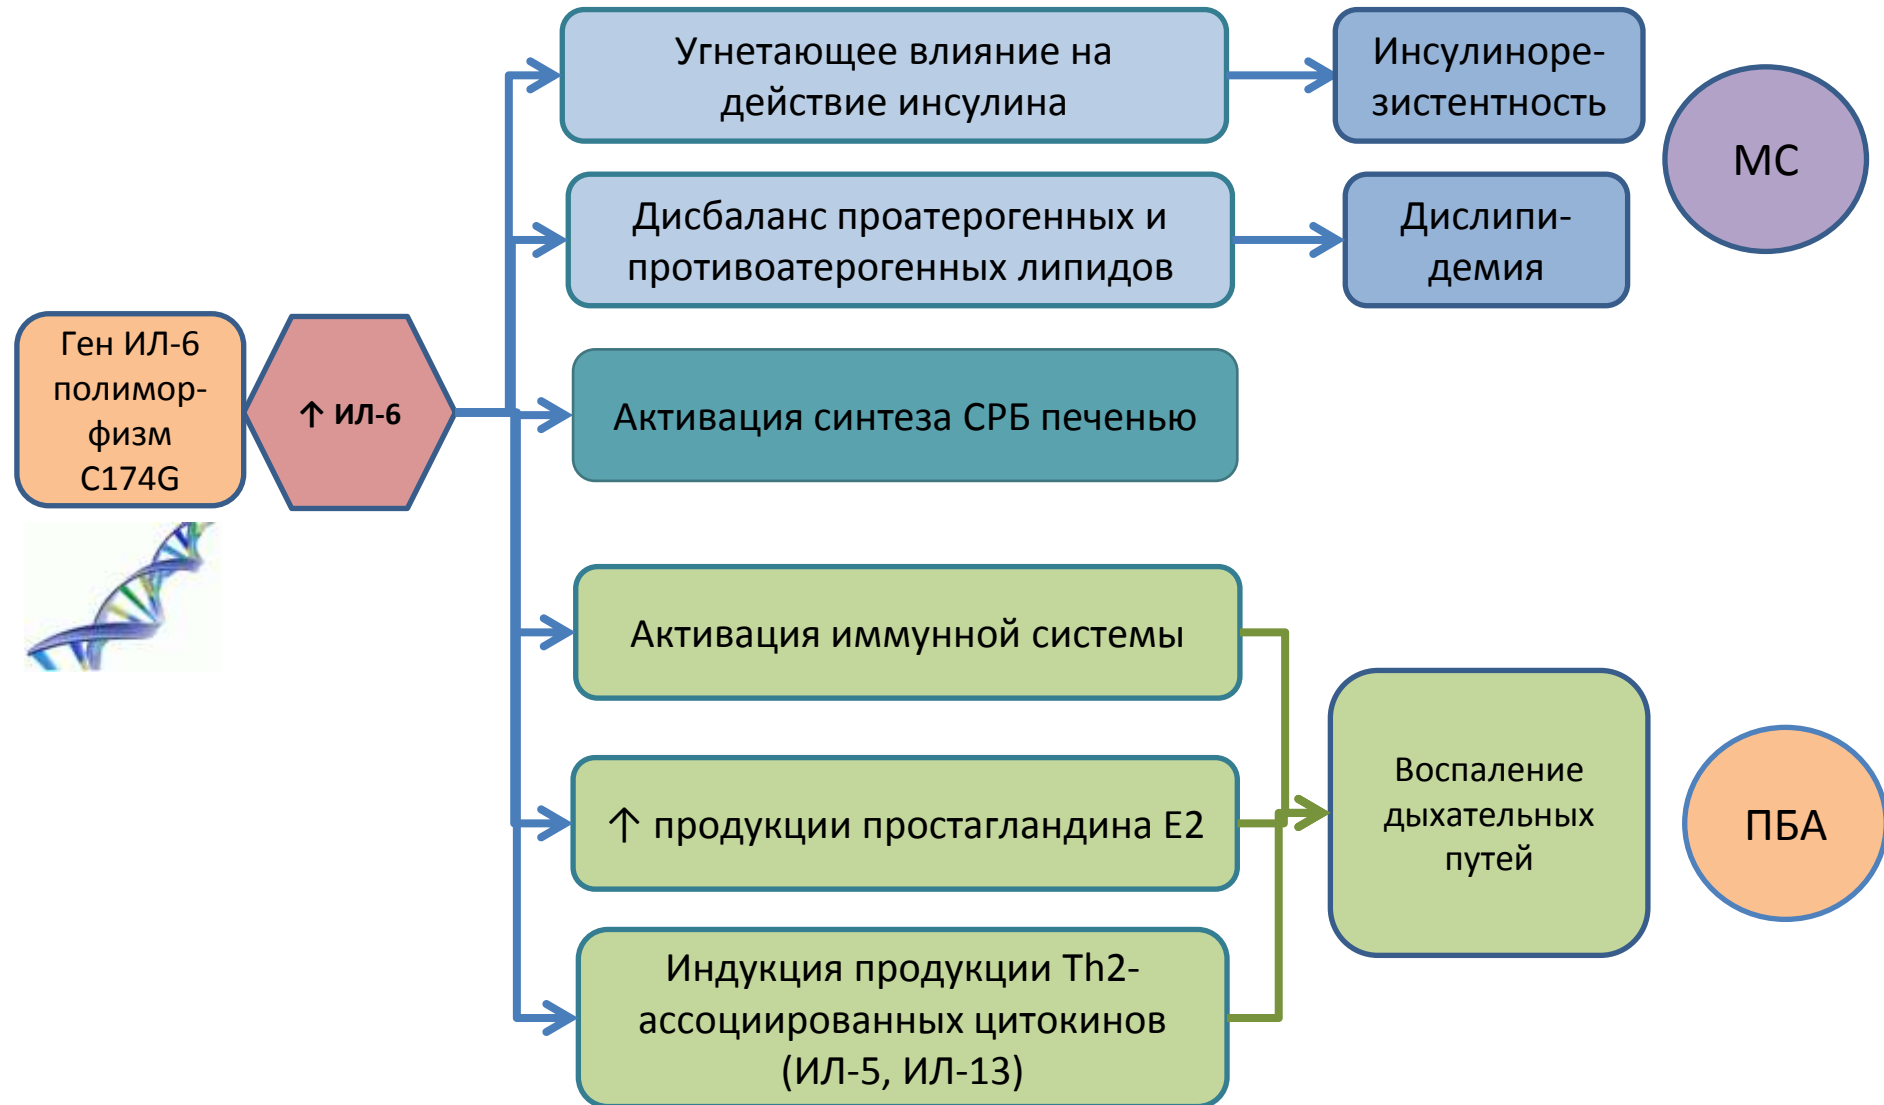 Угнетающее влияние на
действие инсулина
Инсулиноре-
зистентность
МС
Дисбаланс проатерогенных и
противоатерогенных липидов
Дислипи-
демия
Ген ИЛ-6
полимор-
физм
C174G
↑ ИЛ-6
Активация синтеза СРБ печенью
Активация иммунной системы
↑ продукции простагландина Е2
Воспаление
дыхательных
путей
ПБА
Индукция продукции Th2-
ассоциированных цитокинов
(ИЛ-5, ИЛ-13)